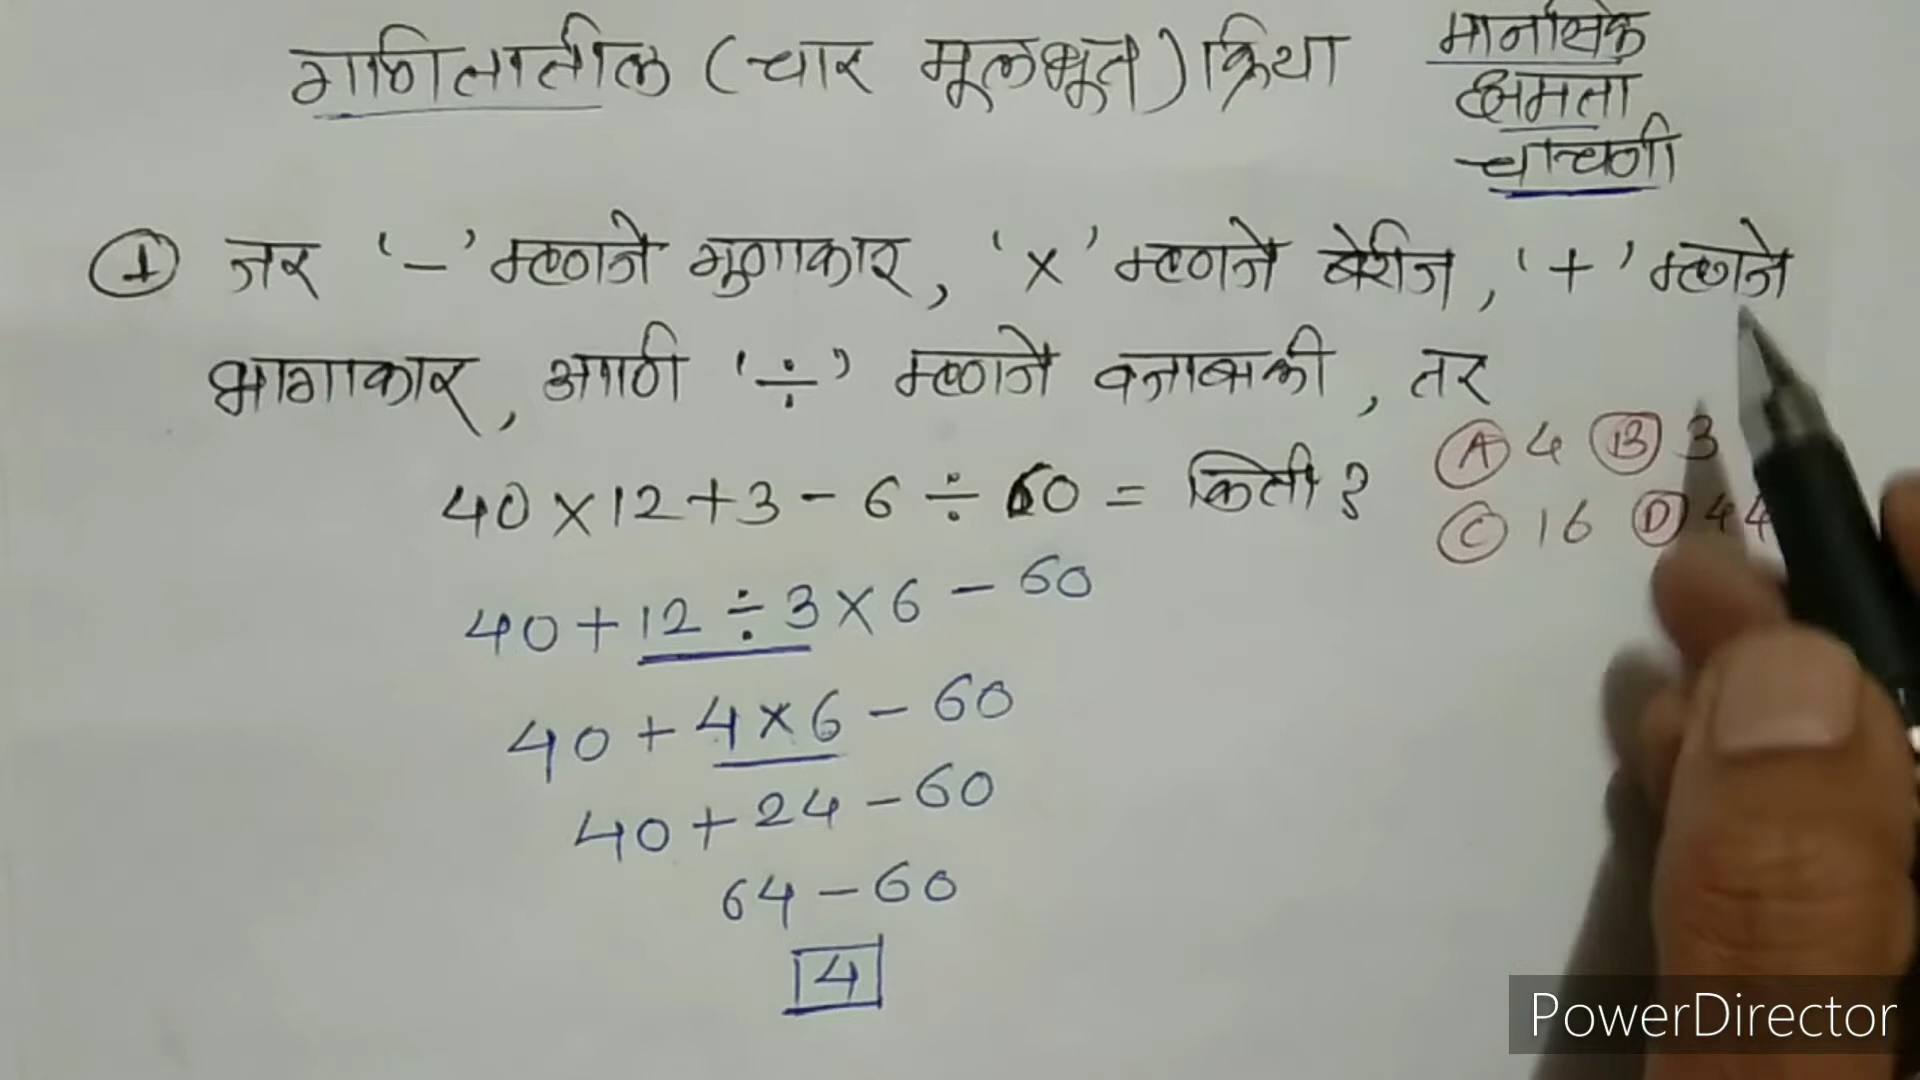 गणितातील (चार मूलभूत) क्रिया
मानसिक
क्षमता
चाचणी
① जर '–' म्हणजे गुणाकार, '×' म्हणजे बेरीज, '+' म्हणजे
भागाकार, आणी '÷' म्हणजे वजाबाकी, तर
40 × 12 + 3 - 6 ÷ 60 = किती?
Ⓐ 4 Ⓑ 3
Ⓒ 16 Ⓓ 44
40 + 12 ÷ 3 × 6 - 60
40 + 4 × 6 - 60
40 + 24 - 60
64 - 60
4
PowerDirector